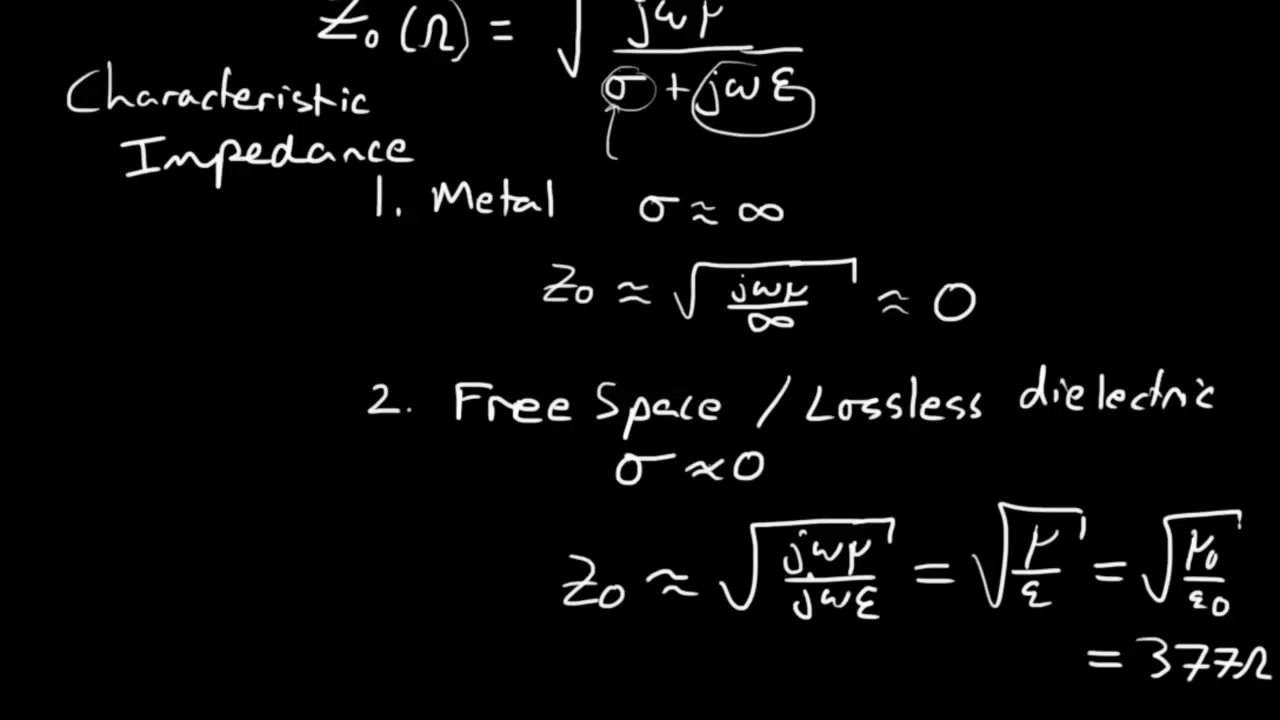 Z₀ (Ω) = √(jωμ / (σ + jωε))
Characteristic
Impedance
1. Metal σ ≈ ∞
Z₀ ≈ √(jωμ / ∞) ≈ 0
2. Free Space / Lossless dielectric
σ ≈ 0
Z₀ ≈ √(jωμ / jωε) = √(μ / ε) = √(μ₀ / ε₀)
= 377Ω